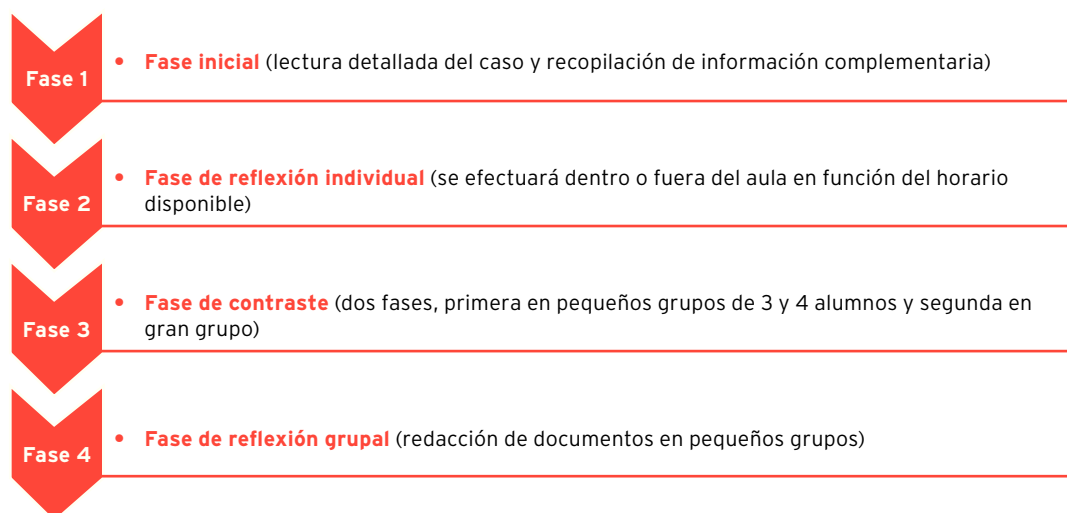 Fase 1
• Fase inicial (lectura detallada del caso y recopilación de información complementaria)
Fase 2
• Fase de reflexión individual (se efectuará dentro o fuera del aula en función del horario
disponible)
Fase 3
• Fase de contraste (dos fases, primera en pequeños grupos de 3 y 4 alumnos y segunda en
gran grupo)
Fase 4
• Fase de reflexión grupal (redacción de documentos en pequeños grupos)